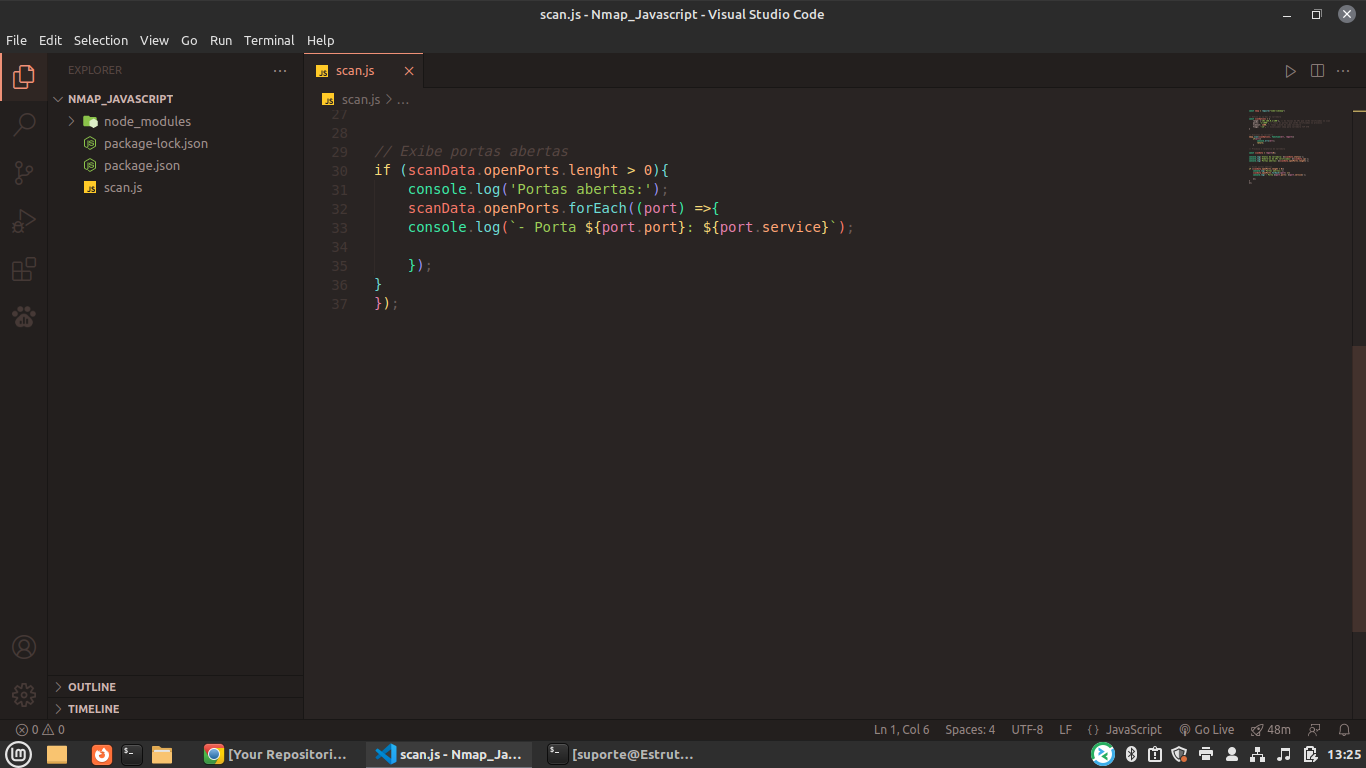 scan.js - Nmap_Javascript - Visual Studio Code
File Edit Selection View Go Run Terminal Help
EXPLORER
NMAP_JAVASCRIPT
node_modules
package-lock.json
package.json
scan.js
OUTLINE
TIMELINE
JS scan.js
JS scan.js > ...
27
28
29 // Exibe portas abertas
30 if (scanData.openPorts.lenght > 0){
31 console.log('Portas abertas:');
32 scanData.openPorts.forEach((port) =>{
33 console.log(`- Porta ${port.port}: ${port.service}`);
34
35 });
36 }
37 });
0 0 Ln 1, Col 6 Spaces: 4 UTF-8 LF { } JavaScript Go Live 48m
[Your Repositori... scan.js - Nmap_Ja... [suporte@Estrut... 13:25